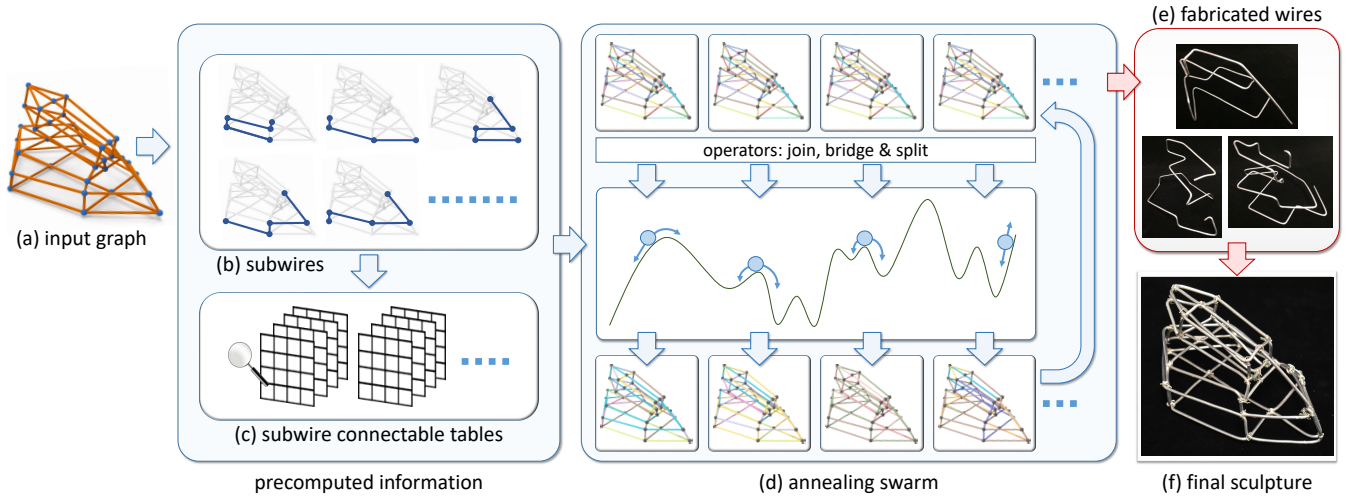 (a) input graph
(b) subwires
(c) subwire connectable tables
precomputed information
operators: join, bridge & split
(d) annealing swarm
(e) fabricated wires
(f) final sculpture